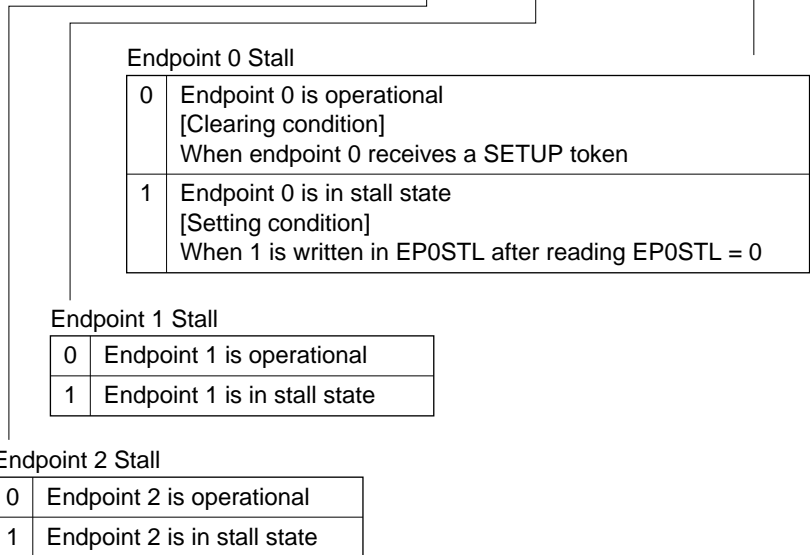 Endpoint 0 Stall
0 Endpoint 0 is operational
[Clearing condition]
When endpoint 0 receives a SETUP token
1 Endpoint 0 is in stall state
[Setting condition]
When 1 is written in EP0STL after reading EP0STL = 0
Endpoint 1 Stall
0 Endpoint 1 is operational
1 Endpoint 1 is in stall state
Endpoint 2 Stall
0 Endpoint 2 is operational
1 Endpoint 2 is in stall state